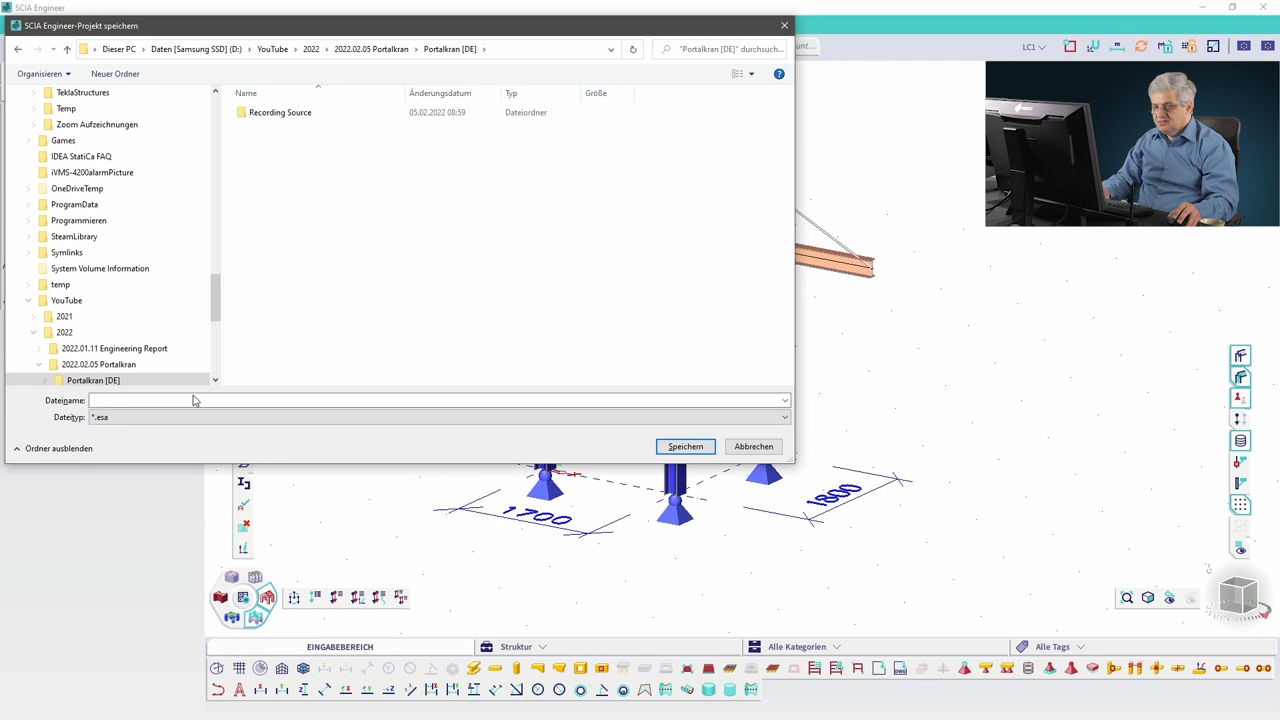 SCIA Engineer
SCIA Engineer-Projekt speichern
Dieser PC › Daten [Samsung SSD] (D:) › YouTube › 2022 › 2022.02.05 Portalkran › Portalkran [DE] ›
"Portalkran [DE]" durchsuc...
LC1
Organisieren
Neuer Ordner
TeklaStructures
Temp
Zoom Aufzeichnungen
Games
IDEA StatiCa FAQ
iVMS-4200alarmPicture
OneDriveTemp
ProgramData
Programmieren
SteamLibrary
Symlinks
System Volume Information
temp
YouTube
2021
2022
2022.01.11 Engineering Report
2022.02.05 Portalkran
Portalkran [DE]
Name Änderungsdatum Typ Größe
Recording Source 05.02.2022 08:59 Dateiordner
Dateiname:
Dateityp: *.esa
Ordner ausblenden
Speichern
Abbrechen
1700
1800
EINGABEBEREICH
Struktur
Alle Kategorien
Alle Tags